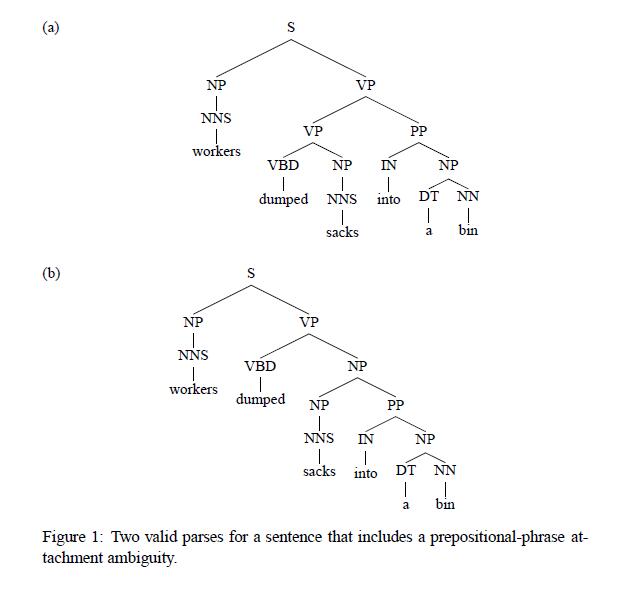 (a)
S
NP VP
NNS VP PP
workers VBD NP IN NP
dumped NNS into DT NN
sacks a bin
(b)
S
NP VP
NNS VBD NP
workers dumped NP PP
NNS IN NP
sacks into DT NN
a bin
Figure 1: Two valid parses for a sentence that includes a prepositional-phrase at-
tachment ambiguity.